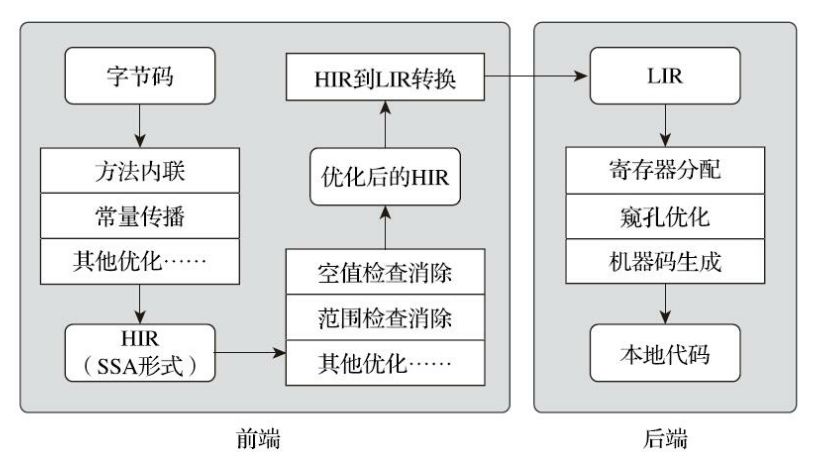 字节码
方法内联
常量传播
其他优化……
HIR
（SSA形式）
空值检查消除
范围检查消除
其他优化……
优化后的HIR
HIR到LIR转换
前端
LIR
寄存器分配
窥孔优化
机器码生成
本地代码
后端